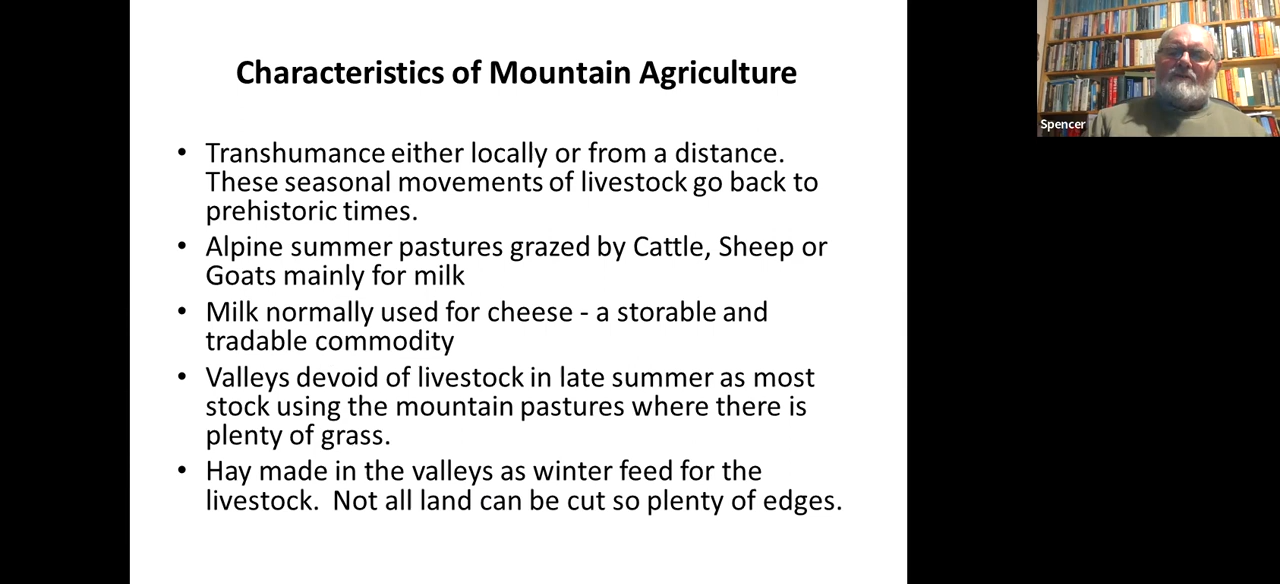 Characteristics of Mountain Agriculture
• Transhumance either locally or from a distance.
These seasonal movements of livestock go back to
prehistoric times.
• Alpine summer pastures grazed by Cattle, Sheep or
Goats mainly for milk
• Milk normally used for cheese - a storable and
tradable commodity
• Valleys devoid of livestock in late summer as most
stock using the mountain pastures where there is
plenty of grass.
• Hay made in the valleys as winter feed for the
livestock.  Not all land can be cut so plenty of edges.
Spencer